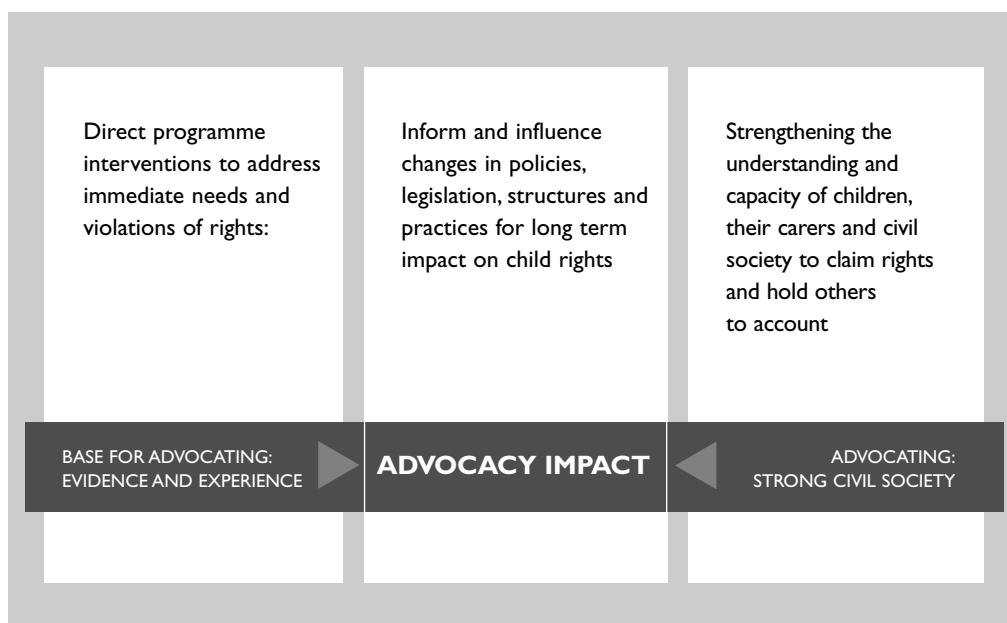 Direct programme
interventions to address
immediate needs and
violations of rights:
Inform and influence
changes in policies,
legislation, structures and
practices for long term
impact on child rights
Strengthening the
understanding and
capacity of children,
their carers and civil
society to claim rights
and hold others
to account
BASE FOR ADVOCATING:
EVIDENCE AND EXPERIENCE
ADVOCACY IMPACT
ADVOCATING:
STRONG CIVIL SOCIETY